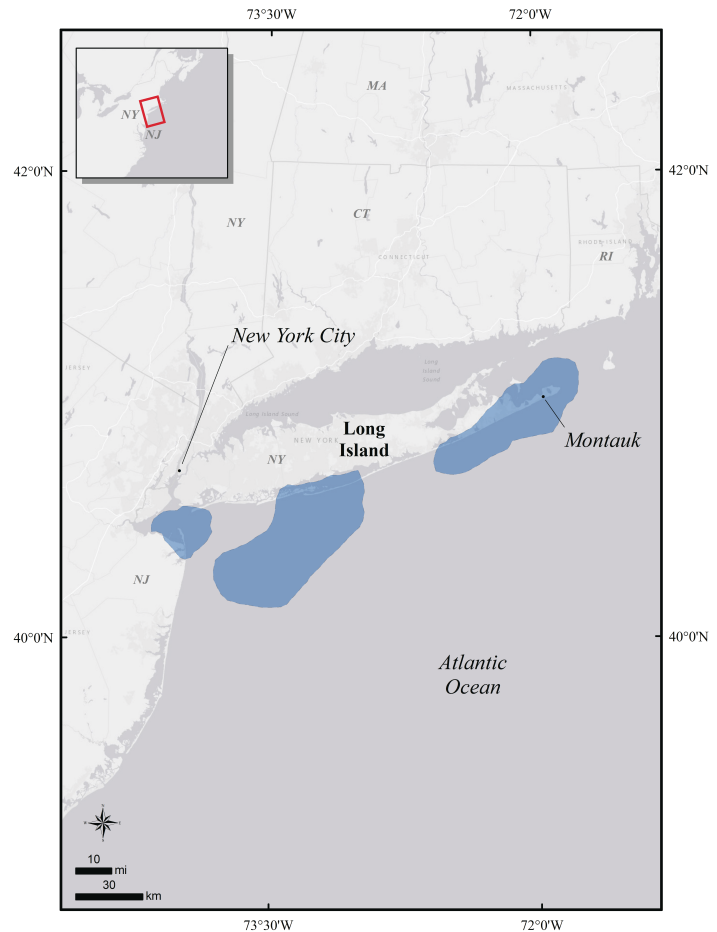 73°30'W
72°0'W
MA
MASSACHUSETTS
NY
NJ
42°0'N
42°0'N
NY
CT
RHODE ISLAND
RI
CONNECTICUT
New York City
JERSEY
Long
Island
Sound
Long Island Sound
Long
Island
NEW YORK
NY
Montauk
NJ
JERSEY
40°0'N
40°0'N
Atlantic
Ocean
N
E
S
W
10
mi
30
km
73°30'W
72°0'W